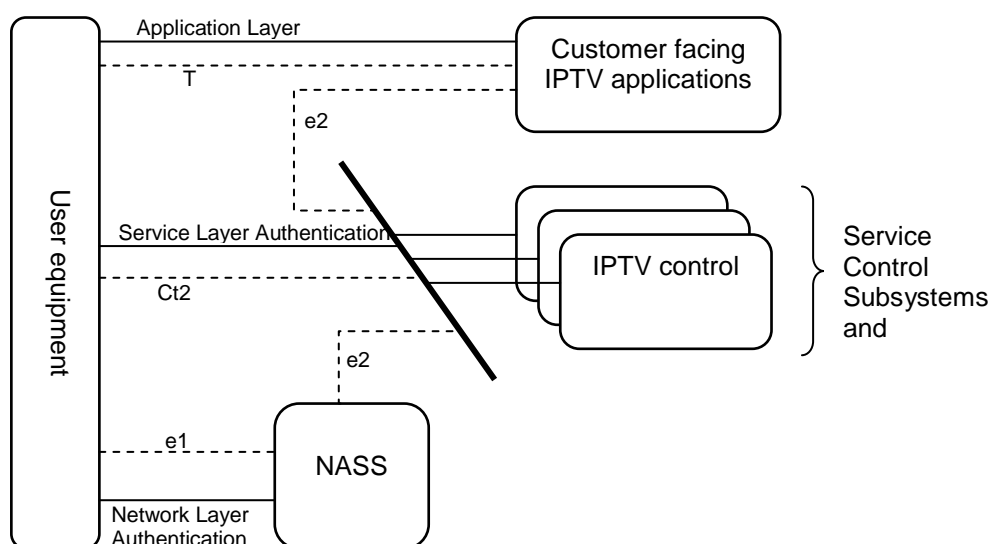 Application Layer
T
Customer facing
IPTV applications
e2
User equipment
Service Layer Authentication
Ct2
IPTV control
Service
Control
Subsystems
and
e2
e1
NASS
Network Layer
Authentication